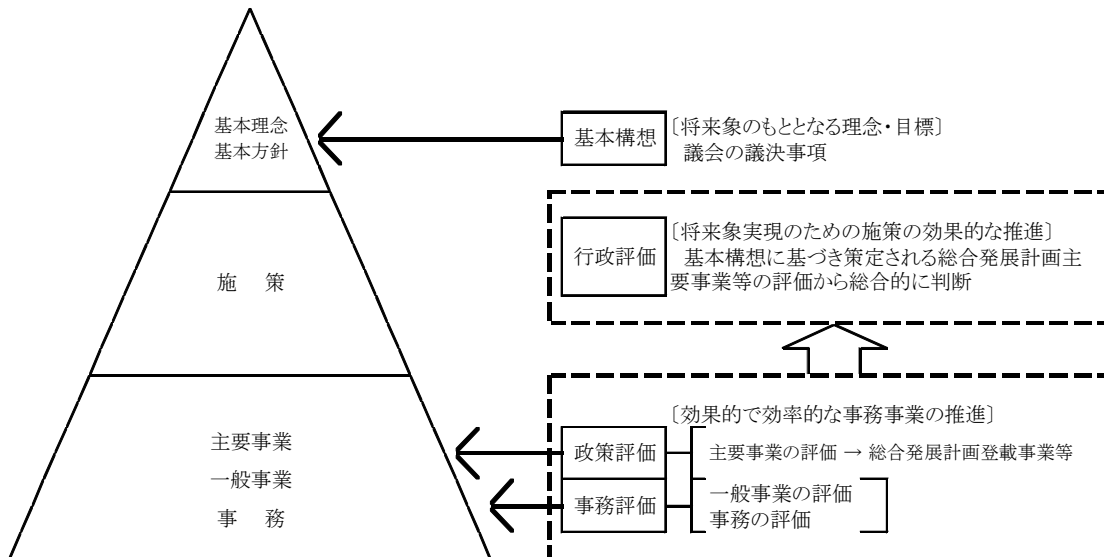 基本理念
基本方針
施 策
主要事業
一般事業
事 務
基本構想
〔将来象のもととなる理念・目標〕
議会の議決事項
行政評価
〔将来象実現のための施策の効果的な推進〕
基本構想に基づき策定される総合発展計画主
要事業等の評価から総合的に判断
〔効果的で効率的な事務事業の推進〕
政策評価
主要事業の評価 → 総合発展計画登載事業等
事務評価
一般事業の評価
事務の評価